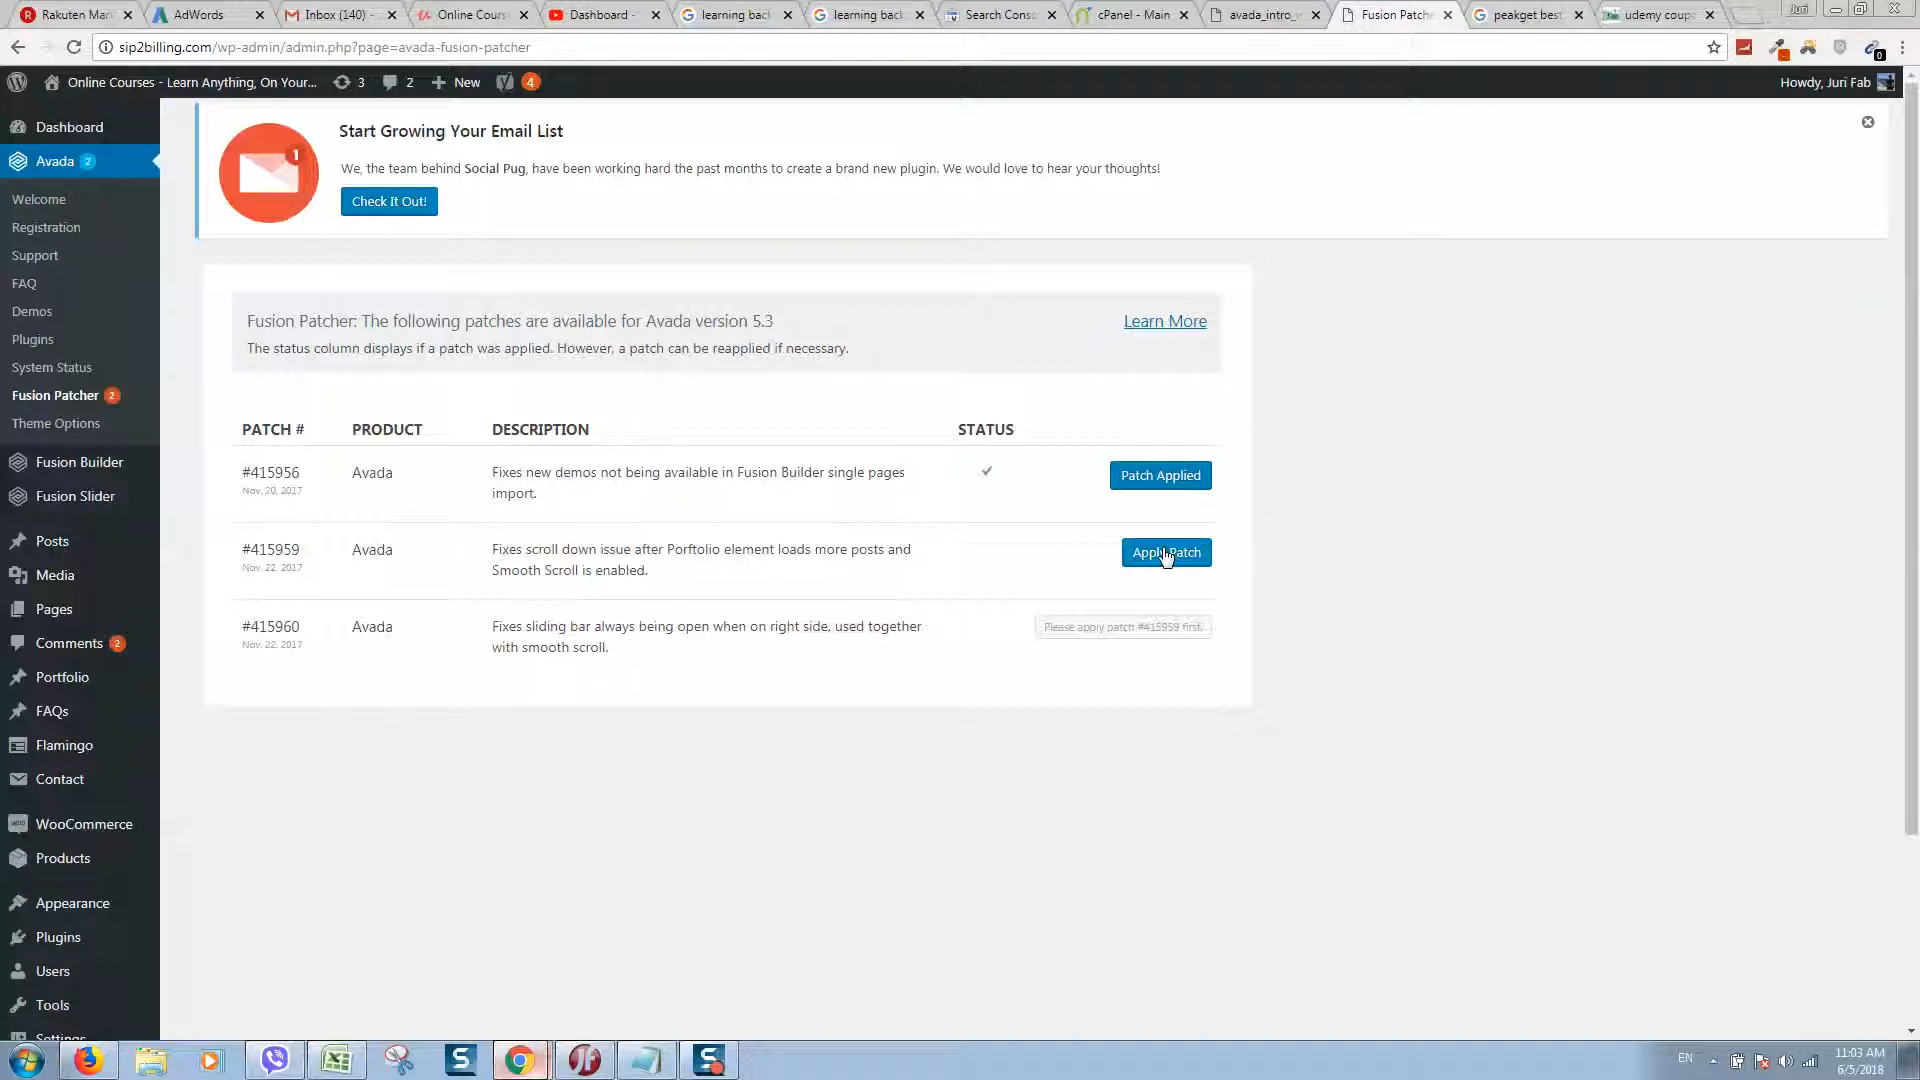 Rakuten Mar
AdWords
Inbox (140) -
Online Cours
Dashboard -
learning back
learning back
Search Conso
cPanel - Main
avada_intro_
Fusion Patche
peakget best
udemy coup
Juri
sip2billing.com/wp-admin/admin.php?page=avada-fusion-patcher
0
Online Courses - Learn Anything, On Your...
3
2
New
4
Howdy, Juri Fab
Dashboard
Avada 2
Welcome
Registration
Support
FAQ
Demos
Plugins
System Status
Fusion Patcher 2
Theme Options
Fusion Builder
Fusion Slider
Posts
Media
Pages
Comments 2
Portfolio
FAQs
Flamingo
Contact
WooCommerce
Products
Appearance
Plugins
Users
Tools
Settings
1
Start Growing Your Email List
We, the team behind Social Pug, have been working hard the past months to create a brand new plugin. We would love to hear your thoughts!
Check It Out!
Fusion Patcher: The following patches are available for Avada version 5.3
Learn More
The status column displays if a patch was applied. However, a patch can be reapplied if necessary.
PATCH # PRODUCT DESCRIPTION STATUS
#415956 Avada Fixes new demos not being available in Fusion Builder single pages
Nov. 20, 2017 import.
Patch Applied
#415959 Avada Fixes scroll down issue after Porftolio element loads more posts and
Nov. 22, 2017 Smooth Scroll is enabled.
Apply Patch
#415960 Avada Fixes sliding bar always being open when on right side, used together
Nov. 22, 2017 with smooth scroll.
Please apply patch #415959 first.
EN
11:03 AM
6/5/2018